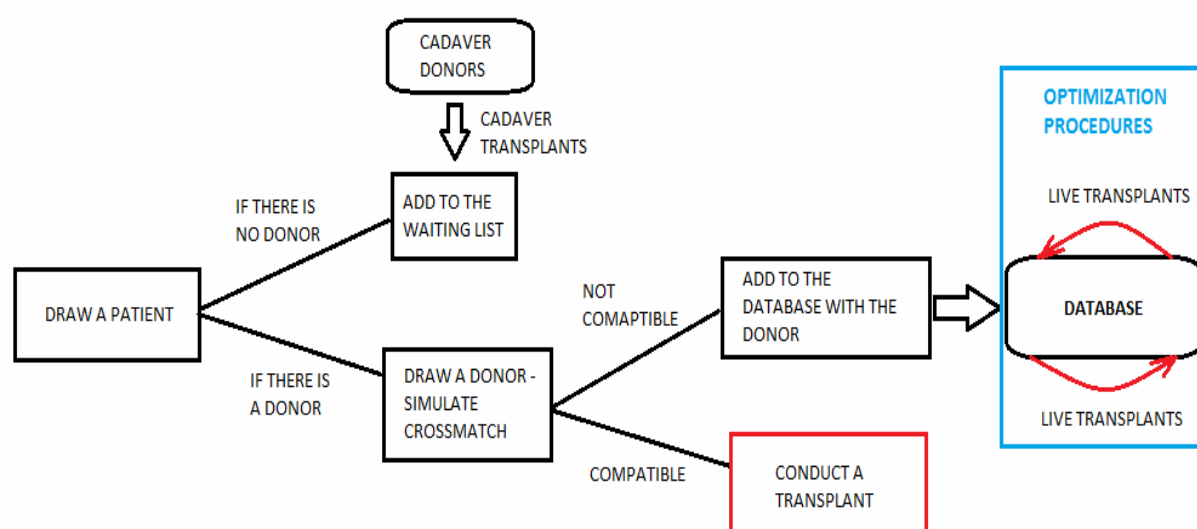 CADAVER
DONORS
CADAVER
TRANSPLANTS
OPTIMIZATION
PROCEDURES
LIVE TRANSPLANTS
IF THERE IS
NO DONOR
ADD TO THE
WAITING LIST
DRAW A PATIENT
NOT
COMAPTIBLE
ADD TO THE
DATABASE WITH THE
DONOR
DATABASE
IF THERE IS
A DONOR
DRAW A DONOR -
SIMULATE
CROSSMATCH
LIVE TRANSPLANTS
COMPATIBLE
CONDUCT A
TRANSPLANT